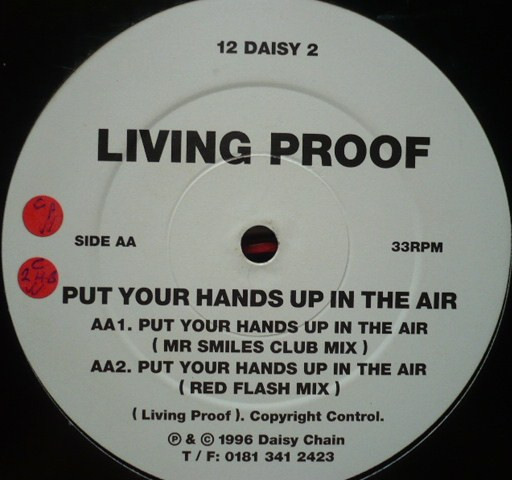 12 DAISY 2
LIVING PROOF
SIDE AA
33RPM
PUT YOUR HANDS UP IN THE AIR
AA1. PUT YOUR HANDS UP IN THE AIR
( MR SMILES CLUB MIX )
AA2. PUT YOUR HANDS UP IN THE AIR
( RED FLASH MIX )
( Living Proof ). Copyright Control.
℗ & © 1996 Daisy Chain
T / F: 0181 341 2423